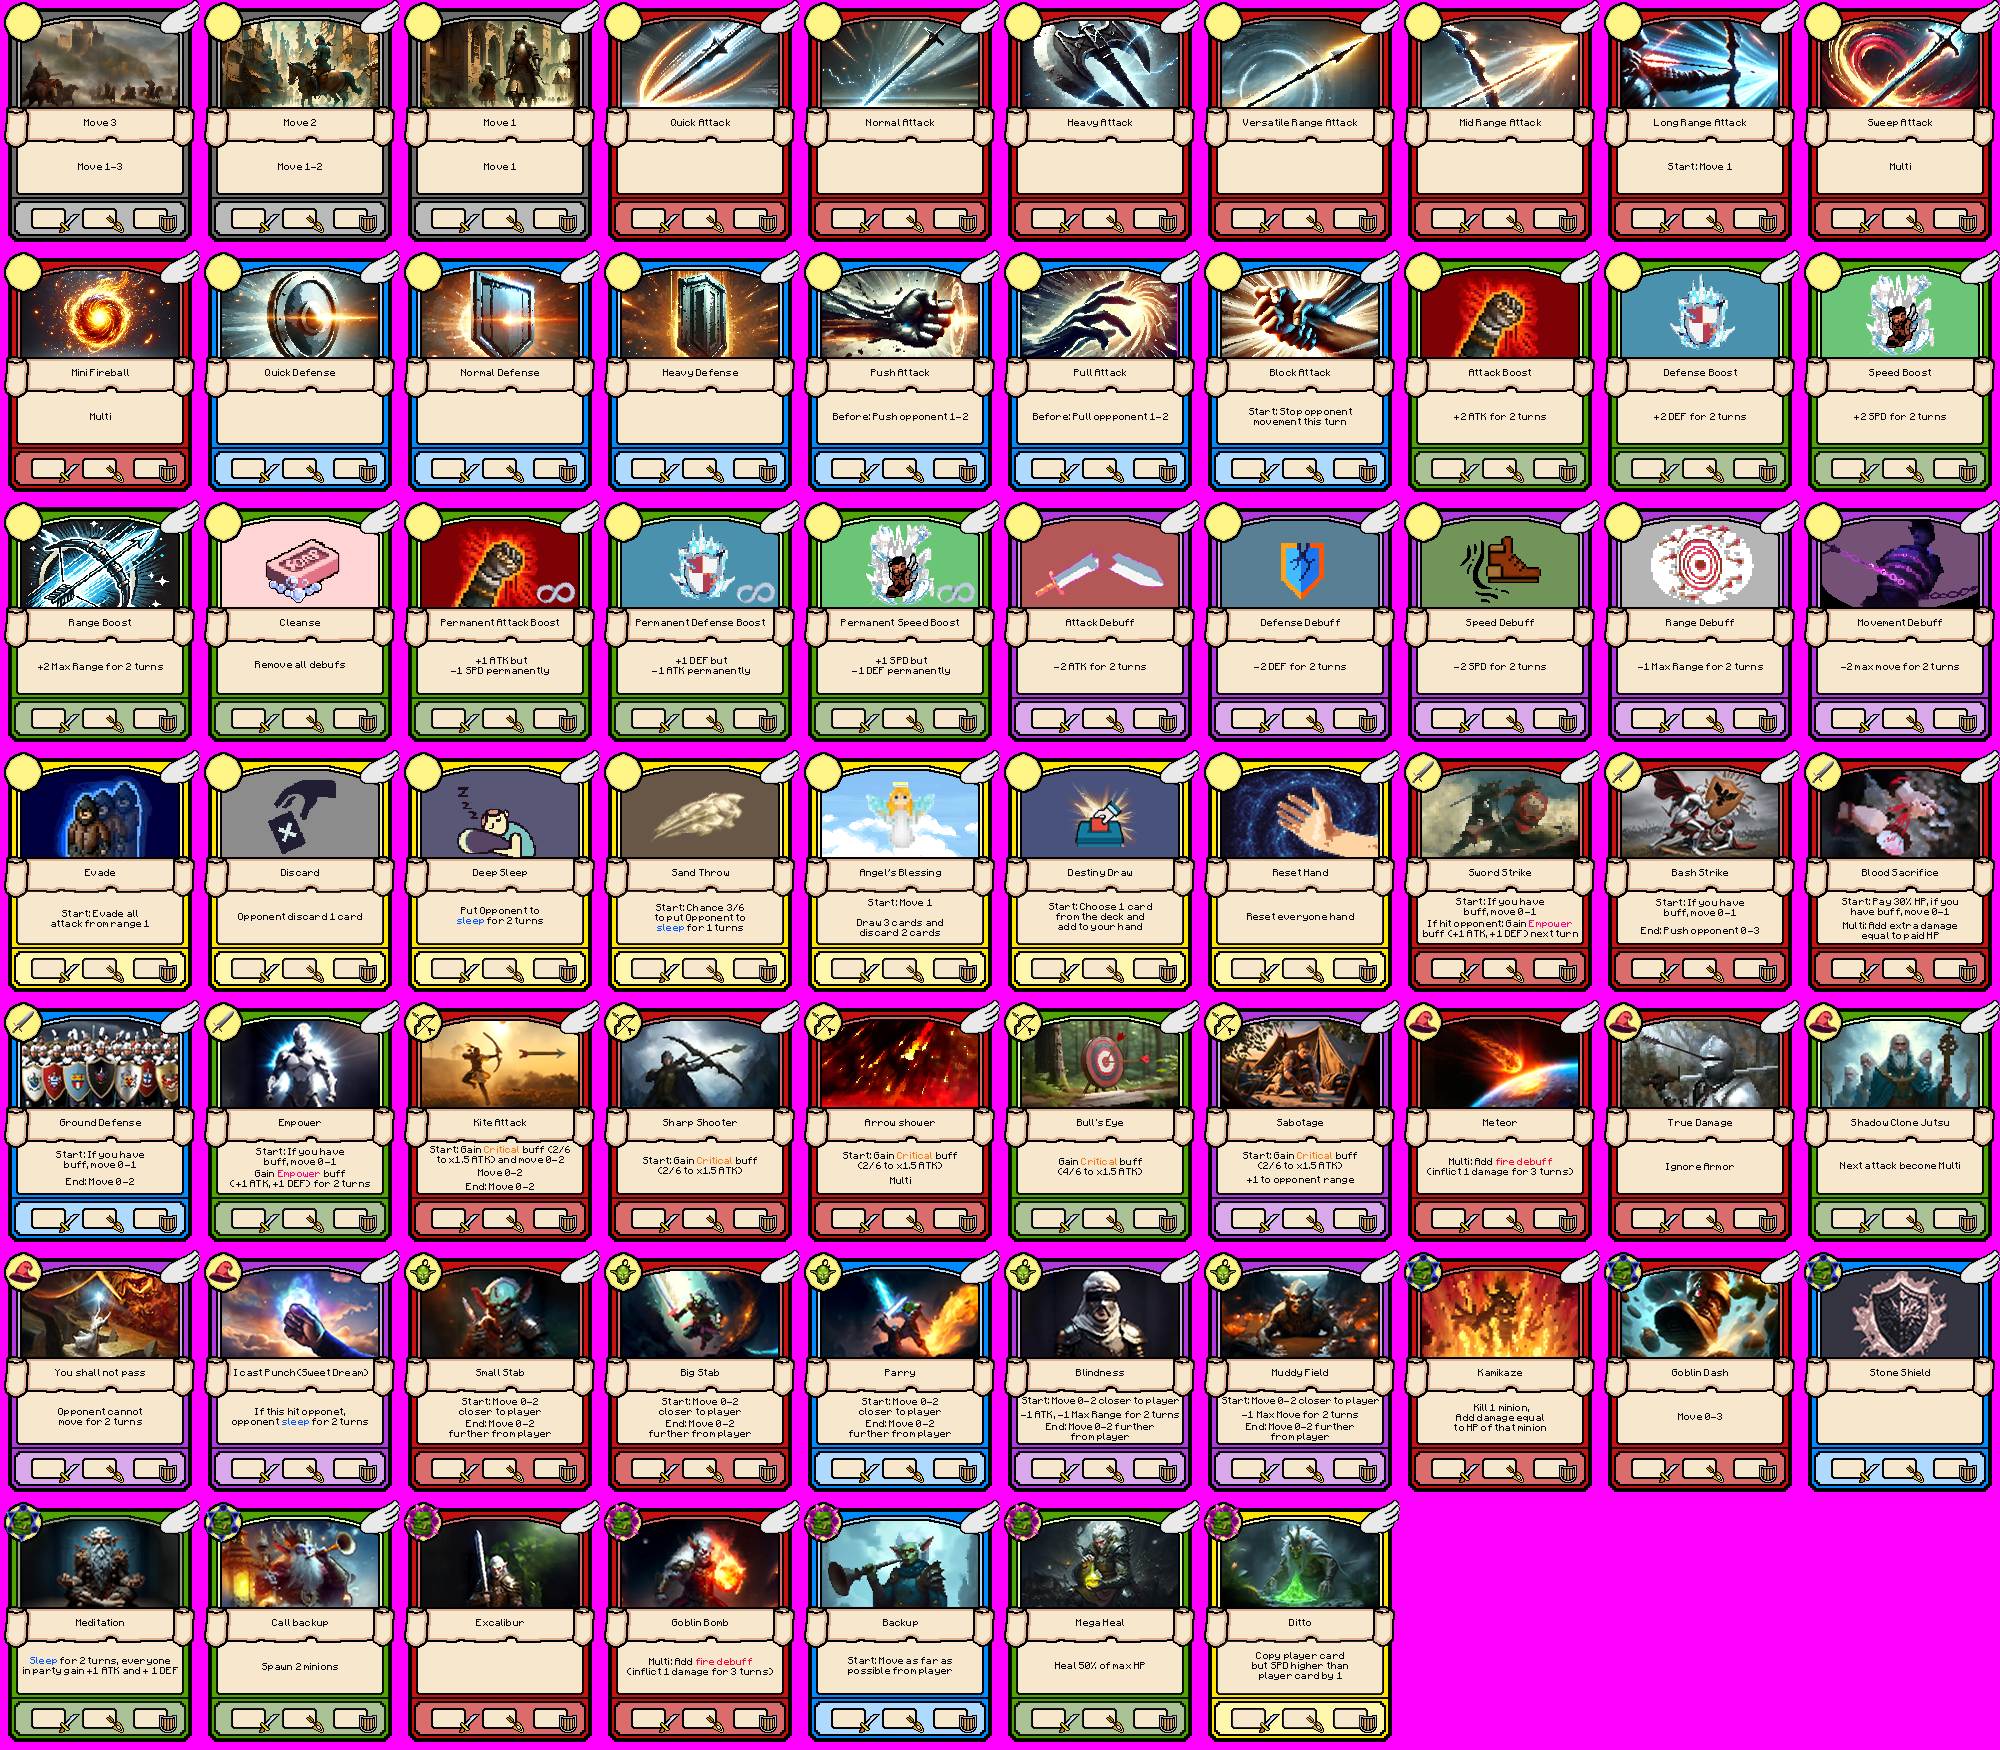 Move 3
Move 1-3
Move 2
Move 1-2
Move 1
Move 1
Quick Attack
Normal Attack
Heavy Attack
Versatile Range Attack
Mid Range Attack
Long Range Attack
Start: Move 1
Sweep Attack
Multi
Mini Fireball
Multi
Quick Defense
Normal Defense
Heavy Defense
Push Attack
Before: Push opponent 1-2
Pull Attack
Before: Pull oppponent 1-2
Block Attack
Start: Stop opponent
movement this turn
Attack Boost
+2 ATK for 2 turns
Defense Boost
+2 DEF for 2 turns
Speed Boost
+2 SPD for 2 turns
Range Boost
+2 Max Range for 2 turns
SOAP
Cleanse
Remove all debufs
Permanent Attack Boost
+1 ATK but
-1 SPD permanently
Permanent Defense Boost
+1 DEF but
-1 ATK permanently
Permanent Speed Boost
+1 SPD but
-1 DEF permanently
Attack Debuff
-2 ATK for 2 turns
Defense Debuff
-2 DEF for 2 turns
Speed Debuff
-2 SPD for 2 turns
Range Debuff
-1 Max Range for 2 turns
Movement Debuff
-2 max move for 2 turns
Evade
Start: Evade all
attack from range 1
Discard
Opponent discard 1 card
Z
Z
Z
Deep Sleep
Put Opponent to
sleep for 2 turns
Sand Throw
Start: Chance 3/6
to put Opponent to
sleep for 1 turns
Angel's Blessing
Start: Move 1
Draw 3 cards and
discard 2 cards
Destiny Draw
Start: Choose 1 card
from the deck and
add to your hand
Reset Hand
Reset everyone hand
Sword Strike
Start: If you have
buff, move 0-1
If hit opponent: Gain Empower
buff (+1 ATK, +1 DEF) next turn
Bash Strike
Start: If you have
buff, move 0-1
End: Push opponent 0-3
Blood Sacrifice
Start: Pay 30% HP, if you
have buff, move 0-1
Multi: Add extra damage
equal to paid HP
Ground Defense
Start: If you have
buff, move 0-1
End: Move 0-2
Empower
Start: If you have
buff, move 0-1
Gain Empower buff
(+1 ATK, +1 DEF) for 2 turns
Kite Attack
Start: Gain Critical buff (2/6
to x1.5 ATK) and move 0-2
Move 0-2
End: Move 0-2
Sharp Shooter
Start: Gain Critical buff
(2/6 to x1.5 ATK)
Arrow shower
Start: Gain Critical buff
(2/6 to x1.5 ATK)
Multi
Bull's Eye
Gain Critical buff
(4/6 to x1.5 ATK)
Sabotage
Start: Gain Critical buff
(2/6 to x1.5 ATK)
+1 to opponent range
Meteor
Multi: Add fire debuff
(inflict 1 damage for 3 turns)
True Damage
Ignore Armor
Shadow Clone Jutsu
Next attack become Multi
You shall not pass
Opponent cannot
move for 2 turns
I cast Punch(Sweet Dream)
If this hit opponet,
opponent sleep for 2 turns
Small Stab
Start: Move 0-2
closer to player
End: Move 0-2
further from player
Big Stab
Start: Move 0-2
closer to player
End: Move 0-2
further from player
Parry
Start: Move 0-2
closer to player
End: Move 0-2
further from player
Blindness
Start: Move 0-2 closer to player
-1 ATK, -1 Max Range for 2 turns
End: Move 0-2 further
from player
Muddy Field
Start: Move 0-2 closer to player
-1 Max Move for 2 turns
End: Move 0-2 further
from player
Kamikaze
Kill 1 minion,
Add damage equal
to HP of that minion
Goblin Dash
Move 0-3
Stone Shield
Meditation
Sleep for 2 turns, everyone
in party gain +1 ATK and + 1 DEF
Call backup
Spawn 2 minions
Excalibur
Goblin Bomb
Multi: Add fire debuff
(inflict 1 damage for 3 turns)
Backup
Start: Move as far as
possible from player
Mega Heal
Heal 50% of max HP
Ditto
Copy player card
but SPD higher than
player card by 1